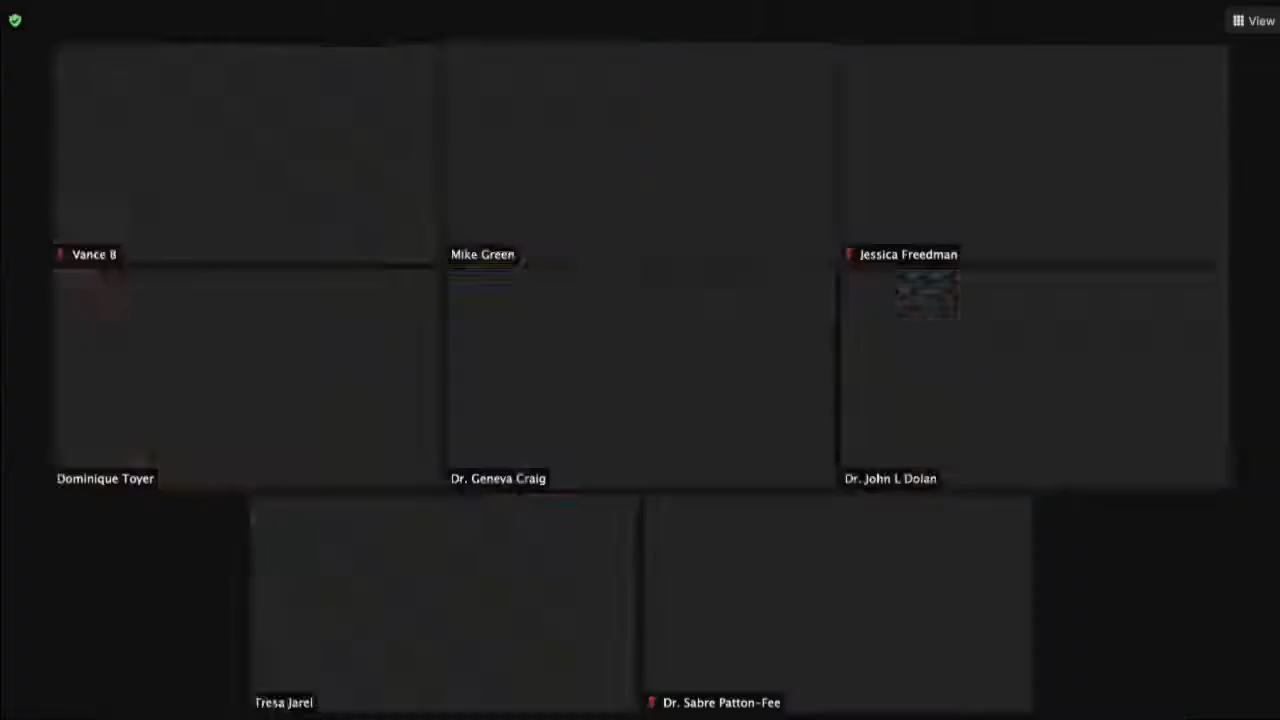 View
Vance B
Mike Green
Jessica Freedman
Dominique Toyer
Dr. Geneva Craig
Dr. John L Dolan
Tresa Jarel
Dr. Sabre Patton-Fee